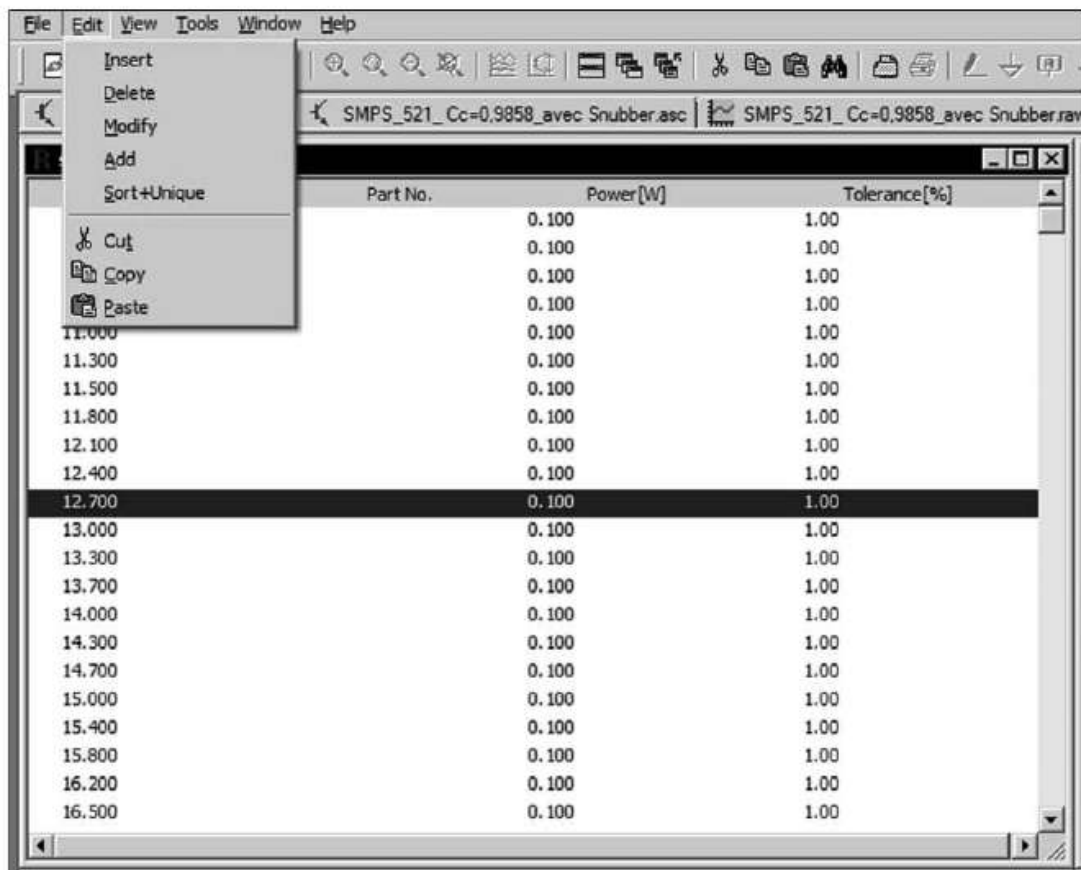 File Edit View Tools Window Help
Insert
Delete
Modify
Add
Sort+Unique
Cut
Copy
Paste
SMPS_521_ Cc=0,9858_avec Snubber.asc SMPS_521_ Cc=0,9858_avec Snubber.raw
R
Part No. Power[W] Tolerance[%]
0.100 1.00
0.100 1.00
0.100 1.00
0.100 1.00
11.000 0.100 1.00
11.300 0.100 1.00
11.500 0.100 1.00
11.800 0.100 1.00
12.100 0.100 1.00
12.400 0.100 1.00
12.700 0.100 1.00
13.000 0.100 1.00
13.300 0.100 1.00
13.700 0.100 1.00
14.000 0.100 1.00
14.300 0.100 1.00
14.700 0.100 1.00
15.000 0.100 1.00
15.400 0.100 1.00
15.800 0.100 1.00
16.200 0.100 1.00
16.500 0.100 1.00